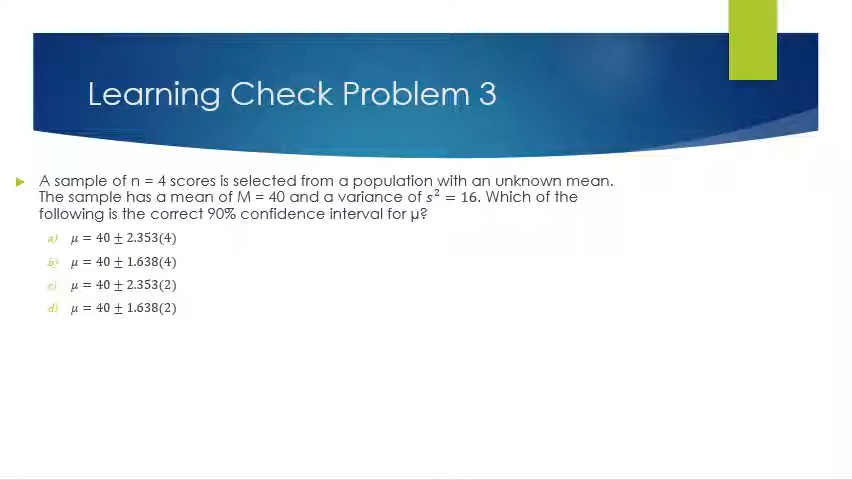 Learning Check Problem 3
A sample of n = 4 scores is selected from a population with an unknown mean.
The sample has a mean of M = 40 and a variance of s² = 16. Which of the
following is the correct 90% confidence interval for µ?
a) μ = 40 ± 2.353(4)
b) μ = 40 ± 1.638(4)
c) μ = 40 ± 2.353(2)
d) μ = 40 ± 1.638(2)